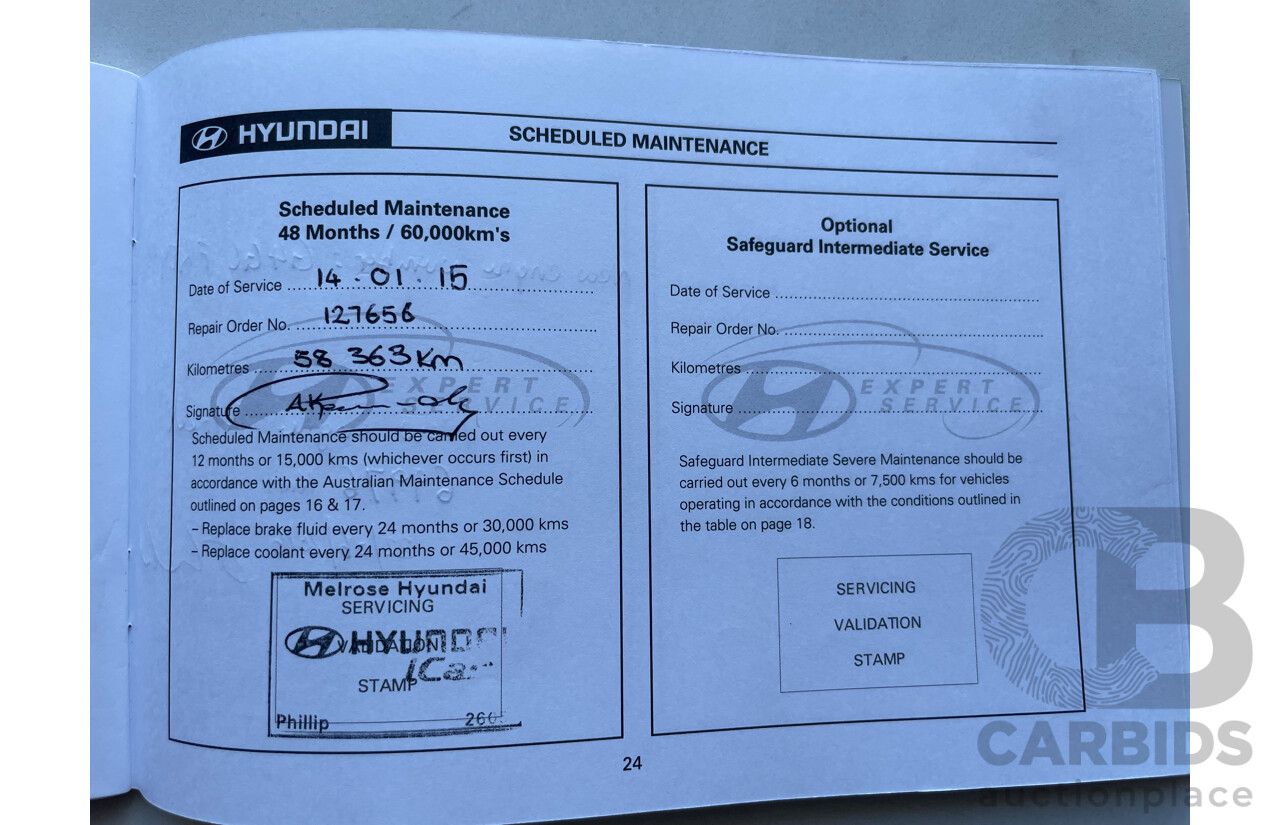 HYUNDAI
SCHEDULED MAINTENANCE
Scheduled Maintenance
48 Months / 60,000km's
Date of Service 14 . 01 . 15
Repair Order No. 127656
Kilometres 58 363 Km
Signature
EXPERT
SERVICE
Scheduled Maintenance should be carried out every
12 months or 15,000 kms (whichever occurs first) in
accordance with the Australian Maintenance Schedule
outlined on pages 16 & 17.
– Replace brake fluid every 24 months or 30,000 kms
– Replace coolant every 24 months or 45,000 kms
Melrose Hyundai
SERVICING
HYUNDAI
VALIDATION
iCar
STAMP
Phillip
Optional
Safeguard Intermediate Service
Date of Service
Repair Order No.
Kilometres
Signature
EXPERT
SERVICE
Safeguard Intermediate Severe Maintenance should be
carried out every 6 months or 7,500 kms for vehicles
operating in accordance with the conditions outlined in
the table on page 18.
SERVICING
VALIDATION
STAMP
24
CB
CARBIDS
auctionplace